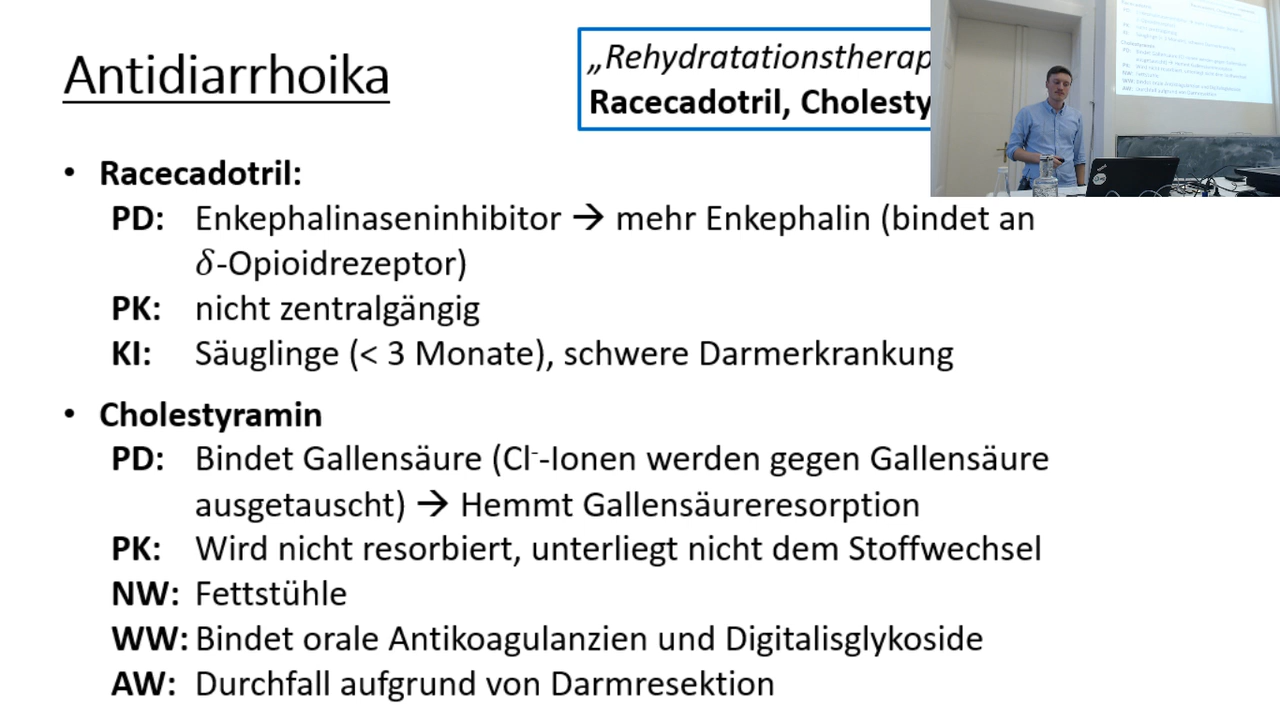 Antidiarrhoika
„Rehydratationstherap
Racecadotril, Cholesty
• Racecadotril:
PD: Enkephalinaseninhibitor → mehr Enkephalin (bindet an
δ-Opioidrezeptor)
PK: nicht zentralgängig
KI: Säuglinge (< 3 Monate), schwere Darmerkrankung
• Cholestyramin
PD: Bindet Gallensäure (Cl⁻-Ionen werden gegen Gallensäure
ausgetauscht) → Hemmt Gallensäureresorption
PK: Wird nicht resorbiert, unterliegt nicht dem Stoffwechsel
NW: Fettstühle
WW: Bindet orale Antikoagulanzien und Digitalisglykoside
AW: Durchfall aufgrund von Darmresektion